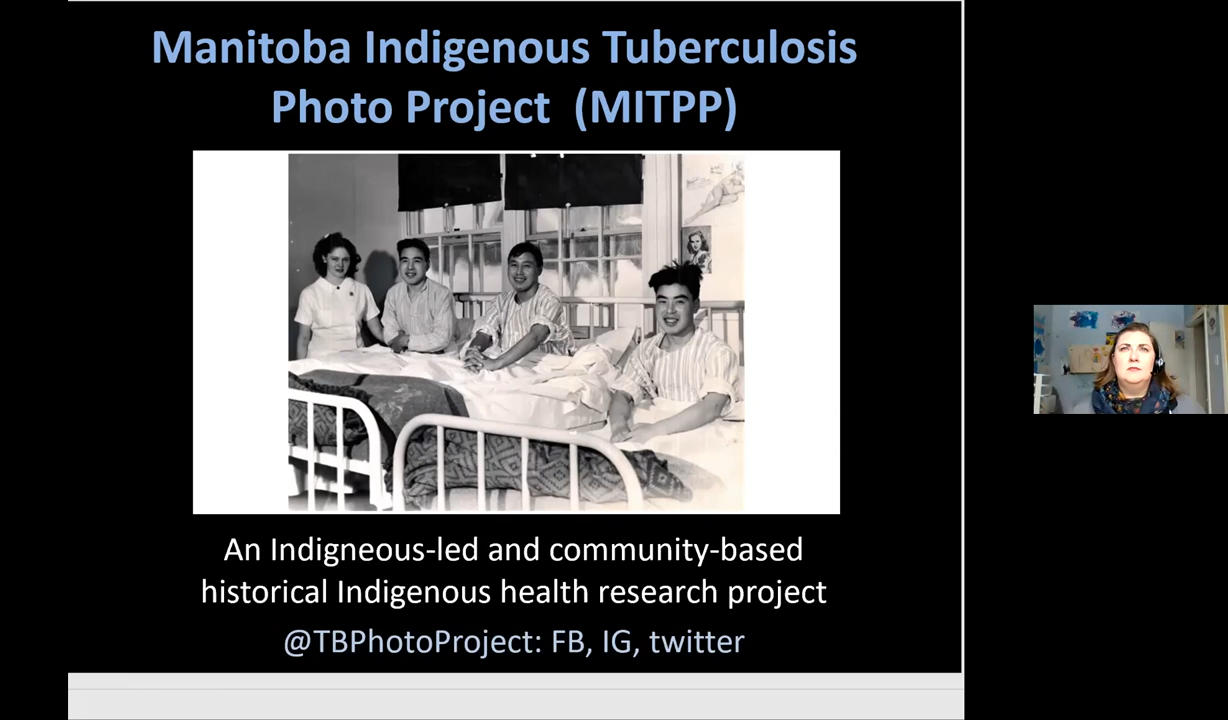 Manitoba Indigenous Tuberculosis
Photo Project (MITPP)
An Indigneous-led and community-based
historical Indigenous health research project
@TBPhotoProject: FB, IG, twitter